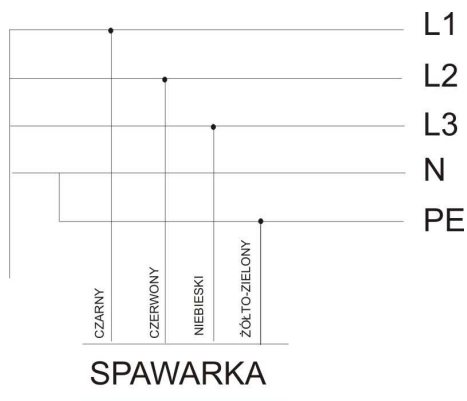 L1
L2
L3
N
PE
CZARNY
CZERWONY
NIEBIESKI
ŻÓŁTO-ZIELONY
SPAWARKA